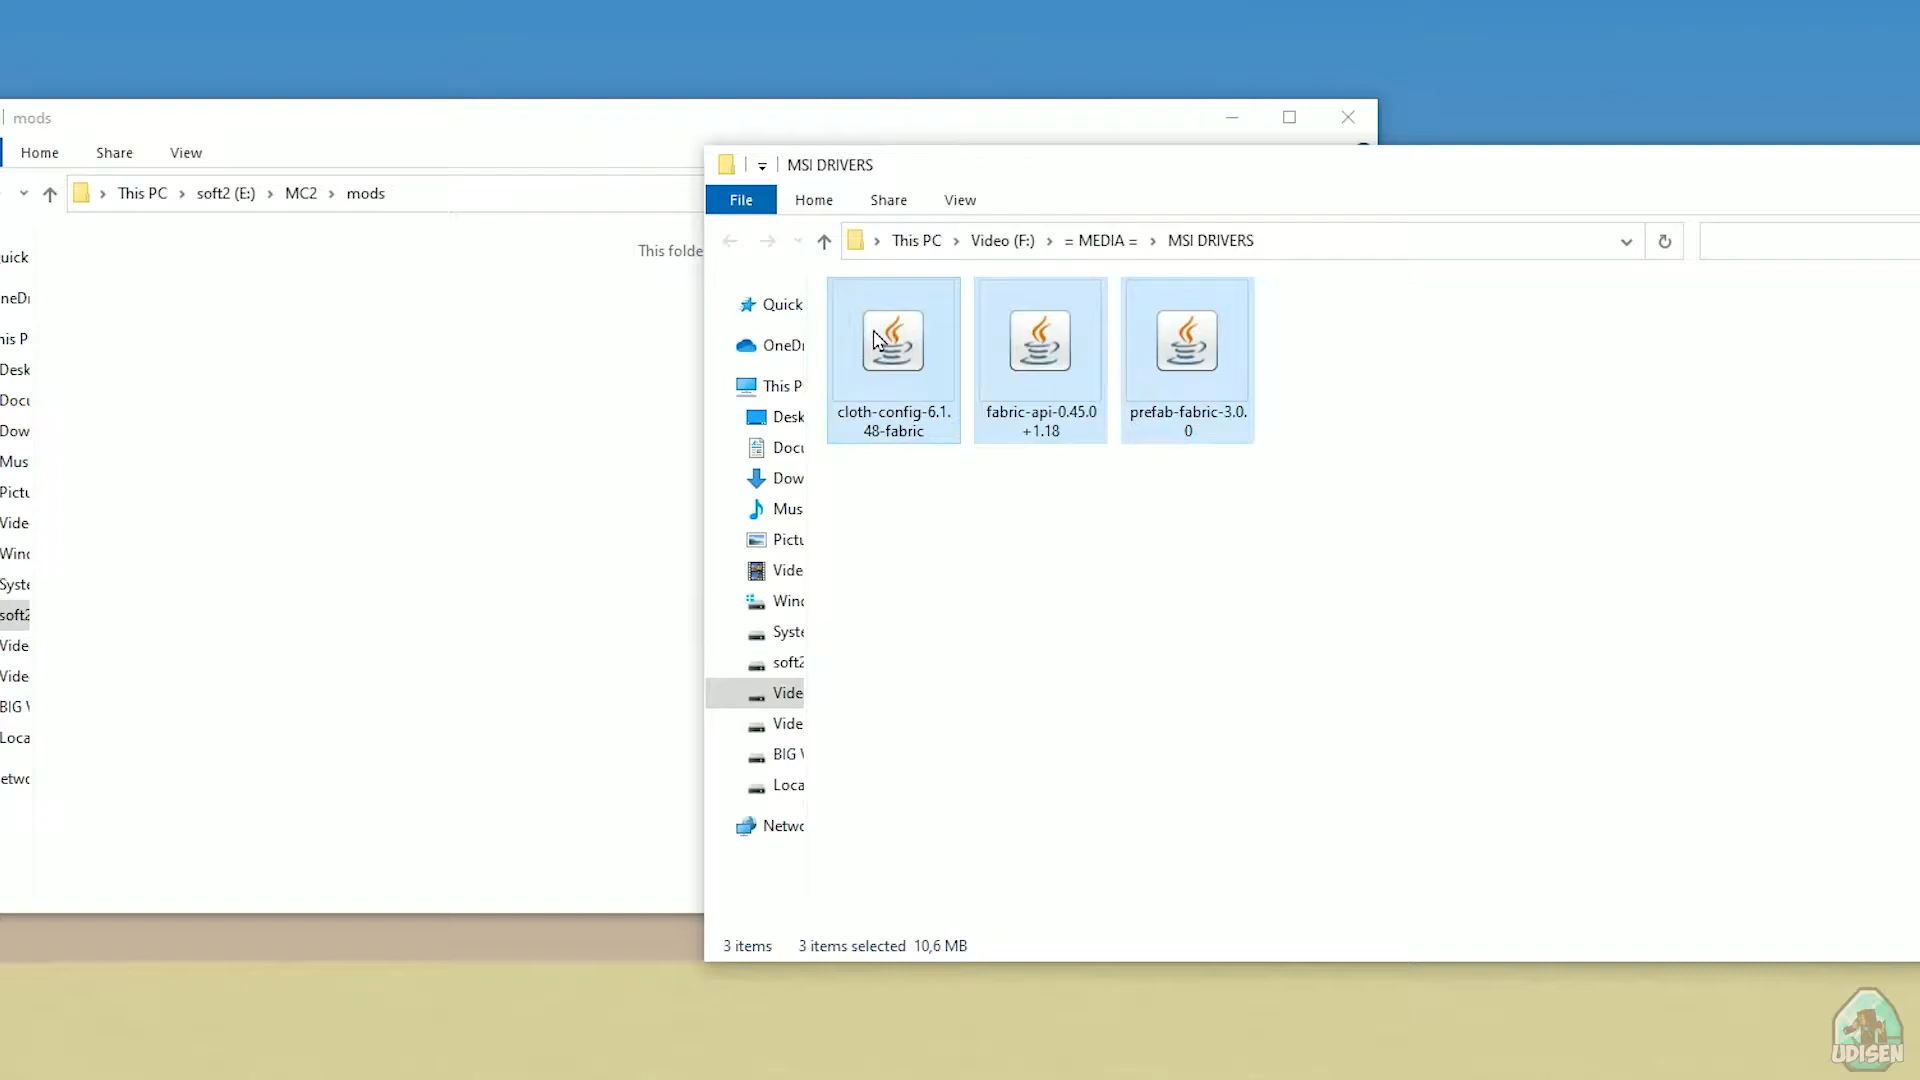 mods
Home Share View
This PC soft2 (E:) MC2 mods
This folde
uick
neDr
his P
Desk
Docu
Dow
Mus
Pictu
Vide
Wind
Syste
soft2
Vide
Vide
BIG
Loca
etwo
MSI DRIVERS
File Home Share View
This PC Video (F:) = MEDIA = MSI DRIVERS
Quick
OneDr
This P
Desk
Docu
Dow
Mus
Pictu
Vide
Wind
Syste
soft2
Vide
Vide
BIG
Loca
Netwo
cloth-config-6.1.
48-fabric
fabric-api-0.45.0
+1.18
prefab-fabric-3.0.
0
3 items 3 items selected 10,6 MB
UDISEN